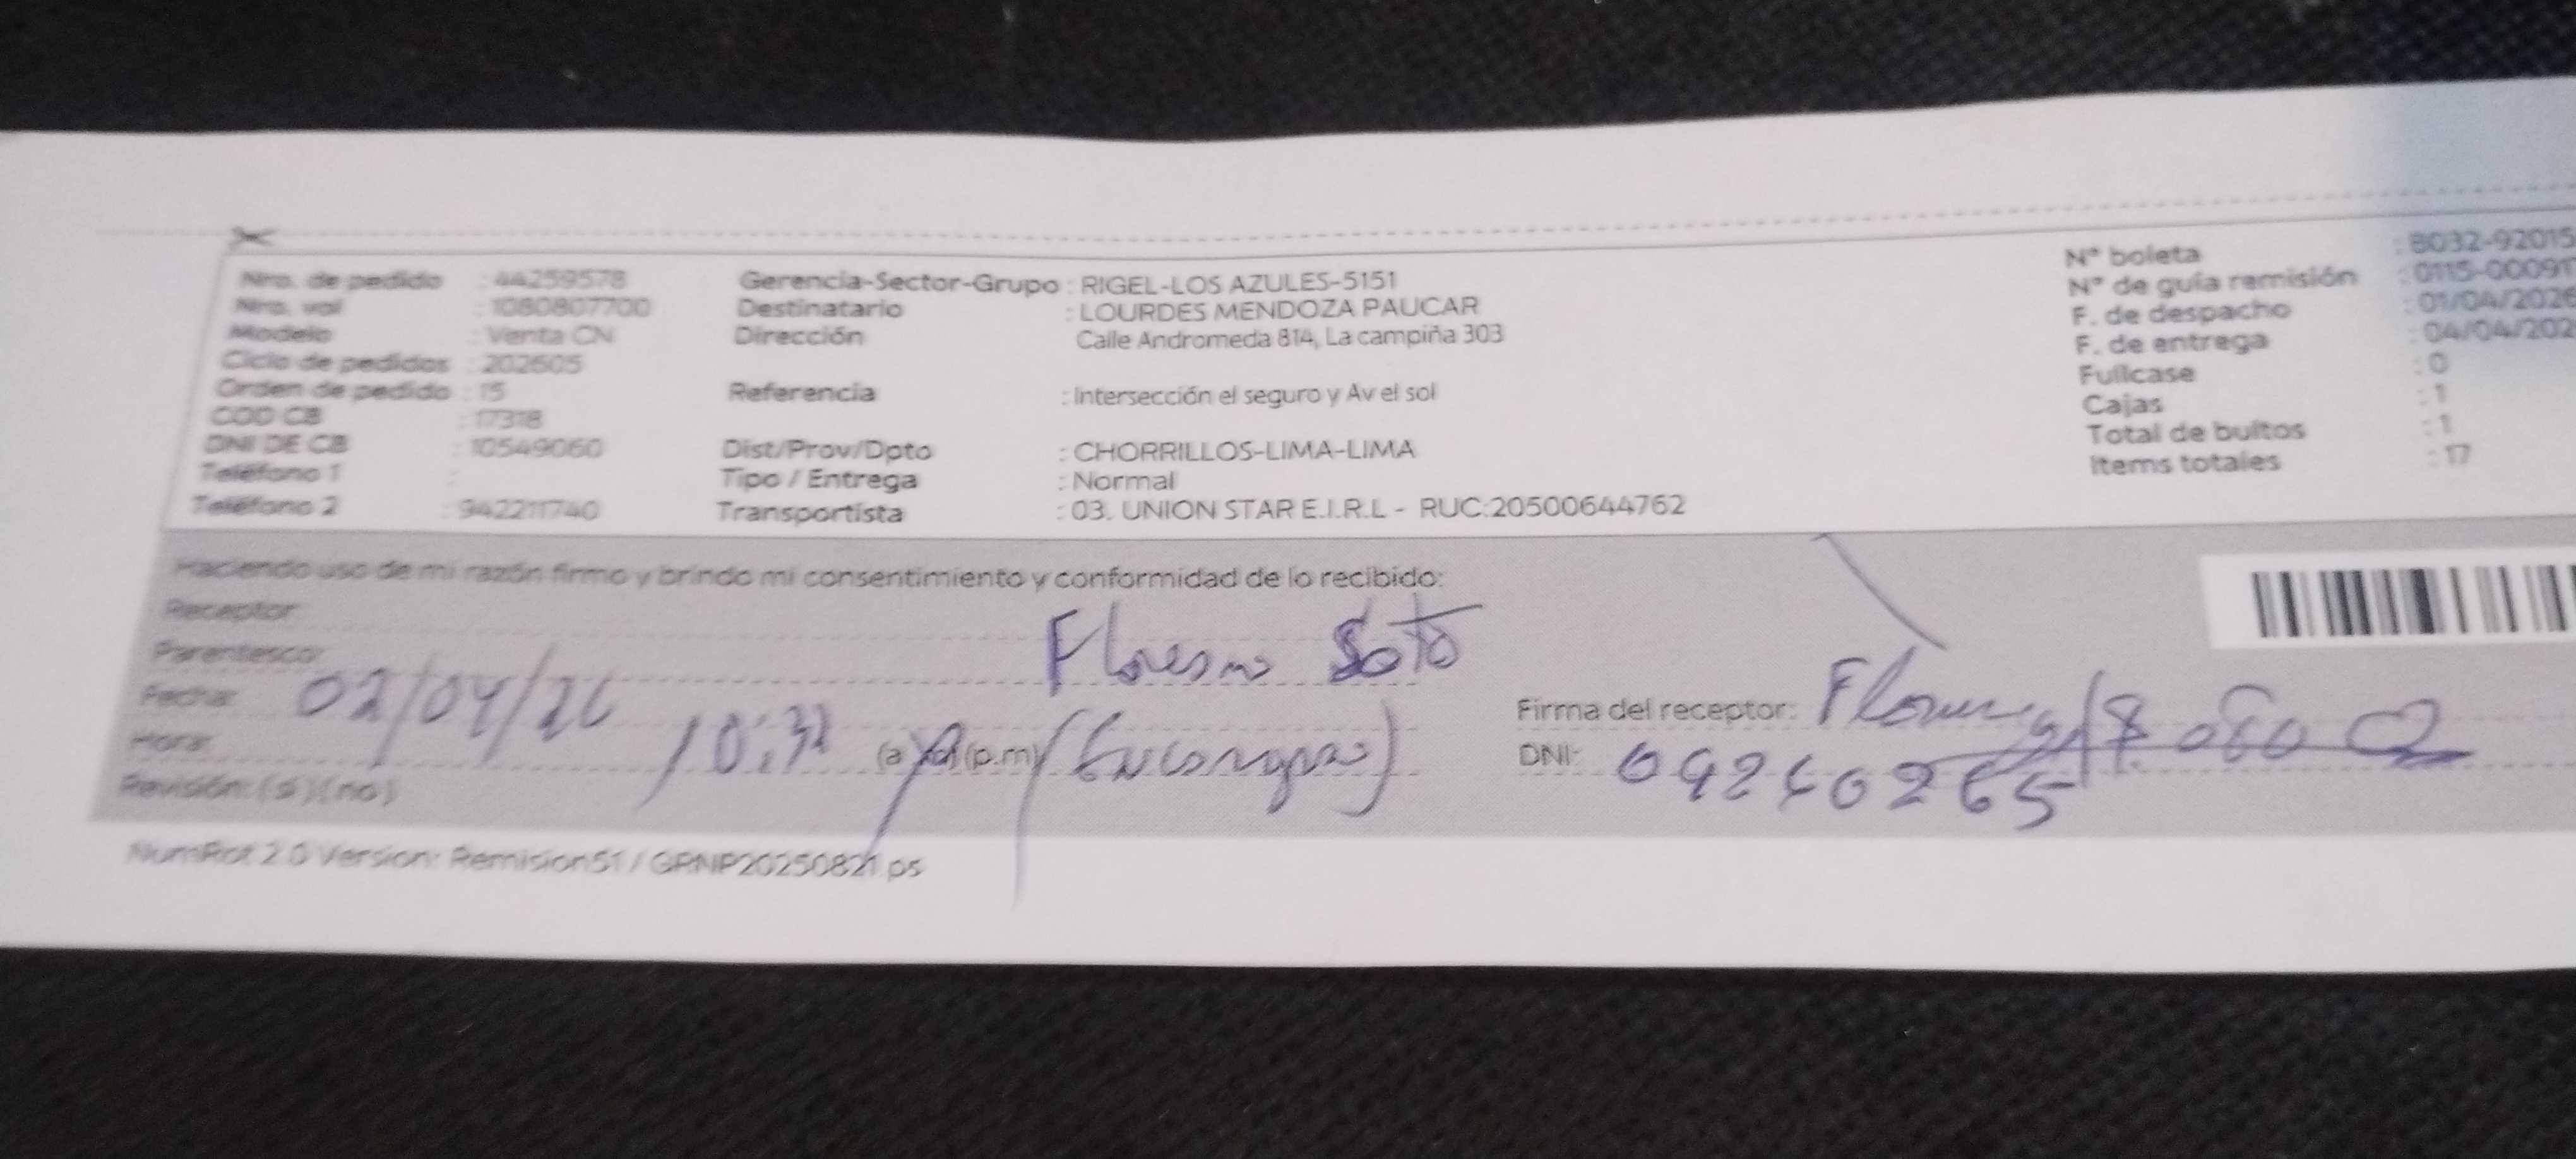 Nro. de pedido : 44259578
Nro. vol : 1080807700
Modelo : Venta CN
Ciclo de pedidos : 202605
Orden de pedido : 15
COD CB : 17318
DNI DE CB : 10549060
Teléfono 1 :
Teléfono 2 : 942211740
Gerencia-Sector-Grupo : RIGEL-LOS AZULES-5151
Destinatario : LOURDES MENDOZA PAUCAR
Dirección Calle Andromeda 814, La campiña 303
Referencia : Intersección el seguro y Av el sol
Dist/Prov/Dpto : CHORRILLOS-LIMA-LIMA
Tipo / Entrega : Normal
Transportista : 03. UNION STAR E.I.R.L - RUC:20500644762
N° boleta : B032-92015
N° de guía remisión : 0115-00091
F. de despacho : 01/04/2026
F. de entrega : 04/04/202
Fullcase : 0
Cajas : 1
Total de bultos : 1
Items totales : 17
Haciendo uso de mi razón firmo y brindo mi consentimiento y conformidad de lo recibido:
Receptor
Parentesco: Soto
Fecha: 02/04/26
Hora: 10:32 (a.m) (p.m)
Revisión: (si) (no)
Firma del receptor:
DNI: 09240265
NumRot 2.0 Version: Remision51 / GRNP20250821.ps